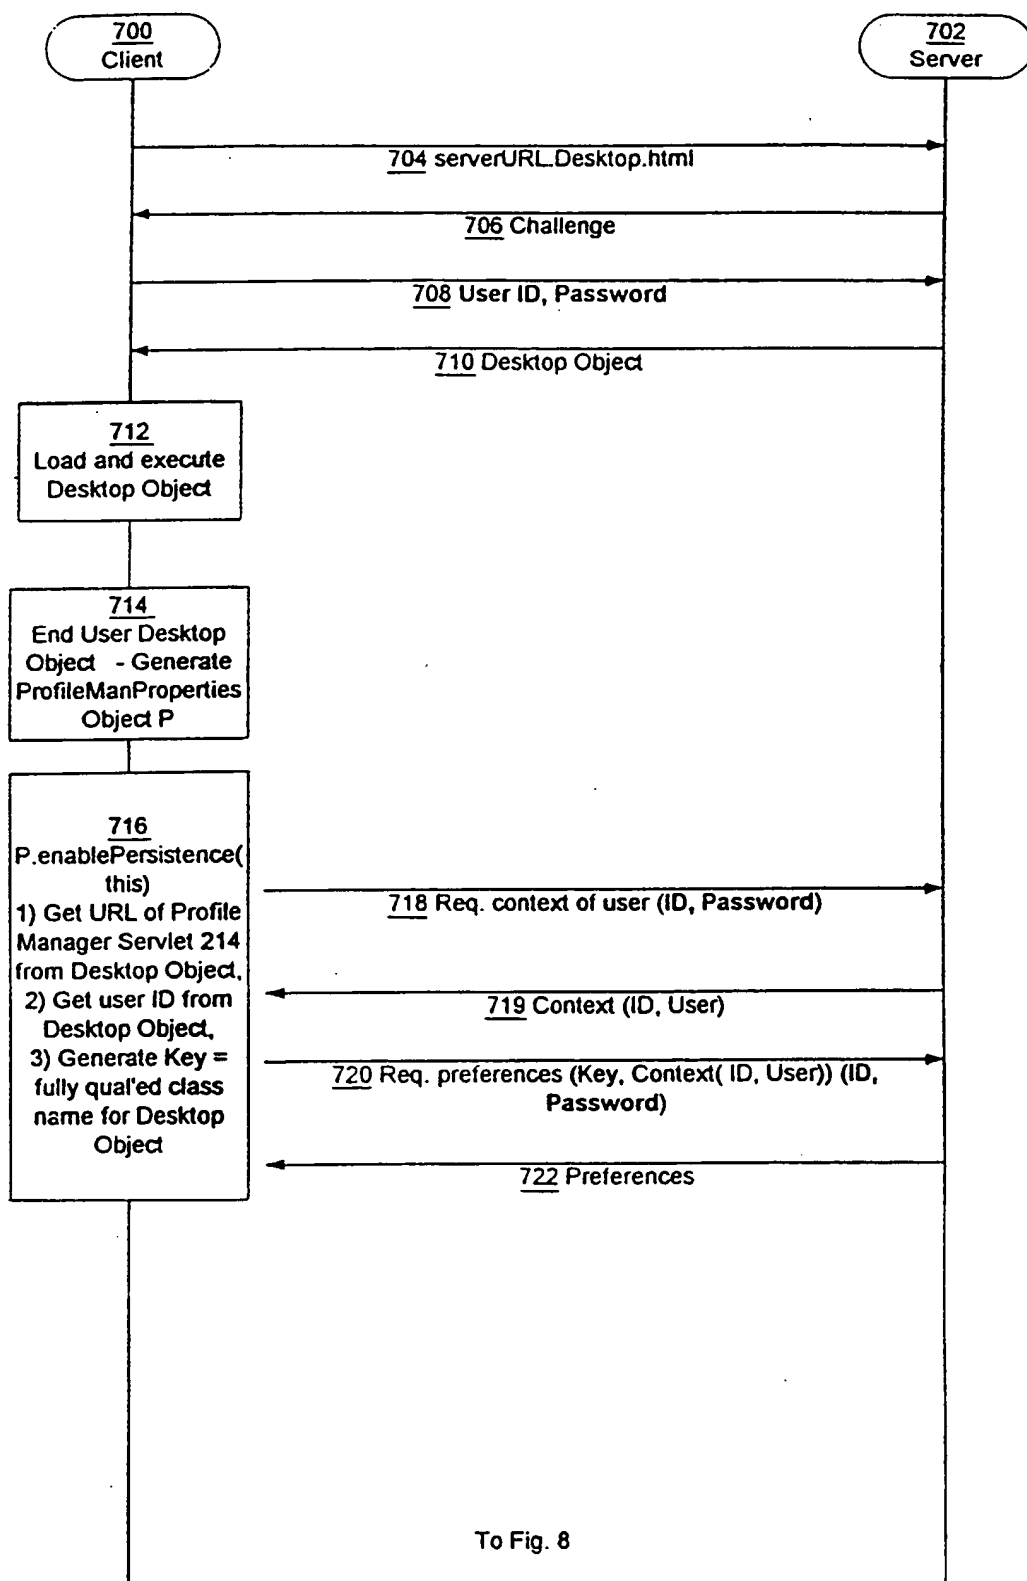 700
Client
702
Server
704 serverURL.Desktop.html
706 Challenge
708 User ID, Password
710 Desktop Object
712
Load and execute
Desktop Object
714
End User Desktop
Object - Generate
ProfileManProperties
Object P
716
P.enablePersistence(
this)
1) Get URL of Profile
Manager Servlet 214
from Desktop Object,
2) Get user ID from
Desktop Object,
3) Generate Key =
fully qual'ed class
name for Desktop
Object
718 Req. context of user (ID, Password)
719 Context (ID, User)
720 Req. preferences (Key, Context( ID, User)) (ID,
Password)
722 Preferences
To Fig. 8